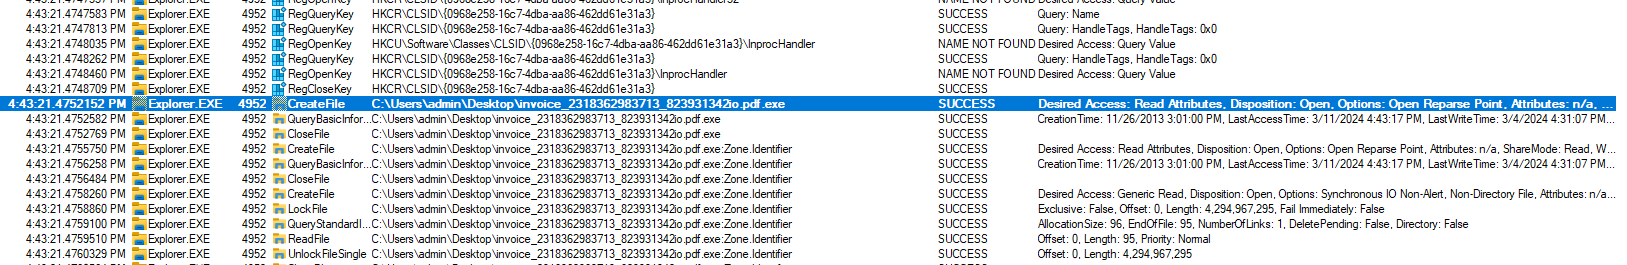 4:43:21.4747583 PM Explorer.EXE 4952 RegQueryKey HKCR\CLSID\{0968e258-16c7-4dba-aa86-462dd61e31a3} SUCCESS Query: Name
4:43:21.4747813 PM Explorer.EXE 4952 RegQueryKey HKCR\CLSID\{0968e258-16c7-4dba-aa86-462dd61e31a3} SUCCESS Query: HandleTags, HandleTags: 0x0
4:43:21.4748035 PM Explorer.EXE 4952 RegOpenKey HKCU\Software\Classes\CLSID\{0968e258-16c7-4dba-aa86-462dd61e31a3}\InprocHandler NAME NOT FOUND Desired Access: Query Value
4:43:21.4748262 PM Explorer.EXE 4952 RegQueryKey HKCR\CLSID\{0968e258-16c7-4dba-aa86-462dd61e31a3} SUCCESS Query: HandleTags, HandleTags: 0x0
4:43:21.4748460 PM Explorer.EXE 4952 RegOpenKey HKCR\CLSID\{0968e258-16c7-4dba-aa86-462dd61e31a3}\InprocHandler NAME NOT FOUND Desired Access: Query Value
4:43:21.4748709 PM Explorer.EXE 4952 RegCloseKey HKCR\CLSID\{0968e258-16c7-4dba-aa86-462dd61e31a3} SUCCESS
4:43:21.4752152 PM Explorer.EXE 4952 CreateFile C:\Users\admin\Desktop\invoice_2318362983713_823931342io.pdf.exe SUCCESS Desired Access: Read Attributes, Disposition: Open, Options: Open Reparse Point, Attributes: n/a, ...
4:43:21.4752582 PM Explorer.EXE 4952 QueryBasicInfor... C:\Users\admin\Desktop\invoice_2318362983713_823931342io.pdf.exe SUCCESS CreationTime: 11/26/2013 3:01:00 PM, LastAccessTime: 3/11/2024 4:43:17 PM, LastWriteTime: 3/4/2024 4:31:07 PM...
4:43:21.4752769 PM Explorer.EXE 4952 CloseFile C:\Users\admin\Desktop\invoice_2318362983713_823931342io.pdf.exe SUCCESS
4:43:21.4755750 PM Explorer.EXE 4952 CreateFile C:\Users\admin\Desktop\invoice_2318362983713_823931342io.pdf.exe:Zone.Identifier SUCCESS Desired Access: Read Attributes, Disposition: Open, Options: Open Reparse Point, Attributes: n/a, ShareMode: Read, W...
4:43:21.4756258 PM Explorer.EXE 4952 QueryBasicInfor... C:\Users\admin\Desktop\invoice_2318362983713_823931342io.pdf.exe:Zone.Identifier SUCCESS CreationTime: 11/26/2013 3:01:00 PM, LastAccessTime: 3/11/2024 4:43:17 PM, LastWriteTime: 3/4/2024 4:31:07 PM...
4:43:21.4756484 PM Explorer.EXE 4952 CloseFile C:\Users\admin\Desktop\invoice_2318362983713_823931342io.pdf.exe:Zone.Identifier SUCCESS
4:43:21.4758260 PM Explorer.EXE 4952 CreateFile C:\Users\admin\Desktop\invoice_2318362983713_823931342io.pdf.exe:Zone.Identifier SUCCESS Desired Access: Generic Read, Disposition: Open, Options: Synchronous IO Non-Alert, Non-Directory File, Attributes: n/a...
4:43:21.4758860 PM Explorer.EXE 4952 LockFile C:\Users\admin\Desktop\invoice_2318362983713_823931342io.pdf.exe:Zone.Identifier SUCCESS Exclusive: False, Offset: 0, Length: 4,294,967,295, Fail Immediately: False
4:43:21.4759100 PM Explorer.EXE 4952 QueryStandardI... C:\Users\admin\Desktop\invoice_2318362983713_823931342io.pdf.exe:Zone.Identifier SUCCESS AllocationSize: 96, EndOfFile: 95, NumberOfLinks: 1, DeletePending: False, Directory: False
4:43:21.4759510 PM Explorer.EXE 4952 ReadFile C:\Users\admin\Desktop\invoice_2318362983713_823931342io.pdf.exe:Zone.Identifier SUCCESS Offset: 0, Length: 95, Priority: Normal
4:43:21.4760329 PM Explorer.EXE 4952 UnlockFileSingle C:\Users\admin\Desktop\invoice_2318362983713_823931342io.pdf.exe:Zone.Identifier SUCCESS Offset: 0, Length: 4,294,967,295